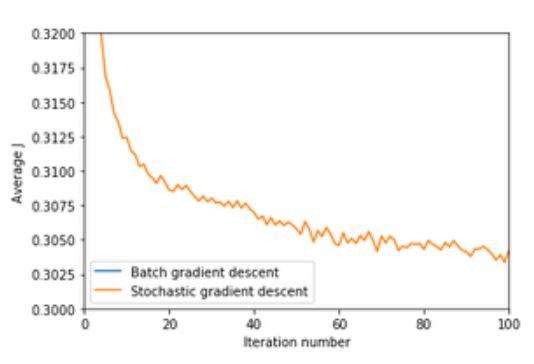 0.3200
0.3175
0.3150
0.3125
0.3100
0.3075
0.3050
0.3025
0.3000
Average J
Batch gradient descent
Stochastic gradient descent
0 20 40 60 80 100
Iteration number